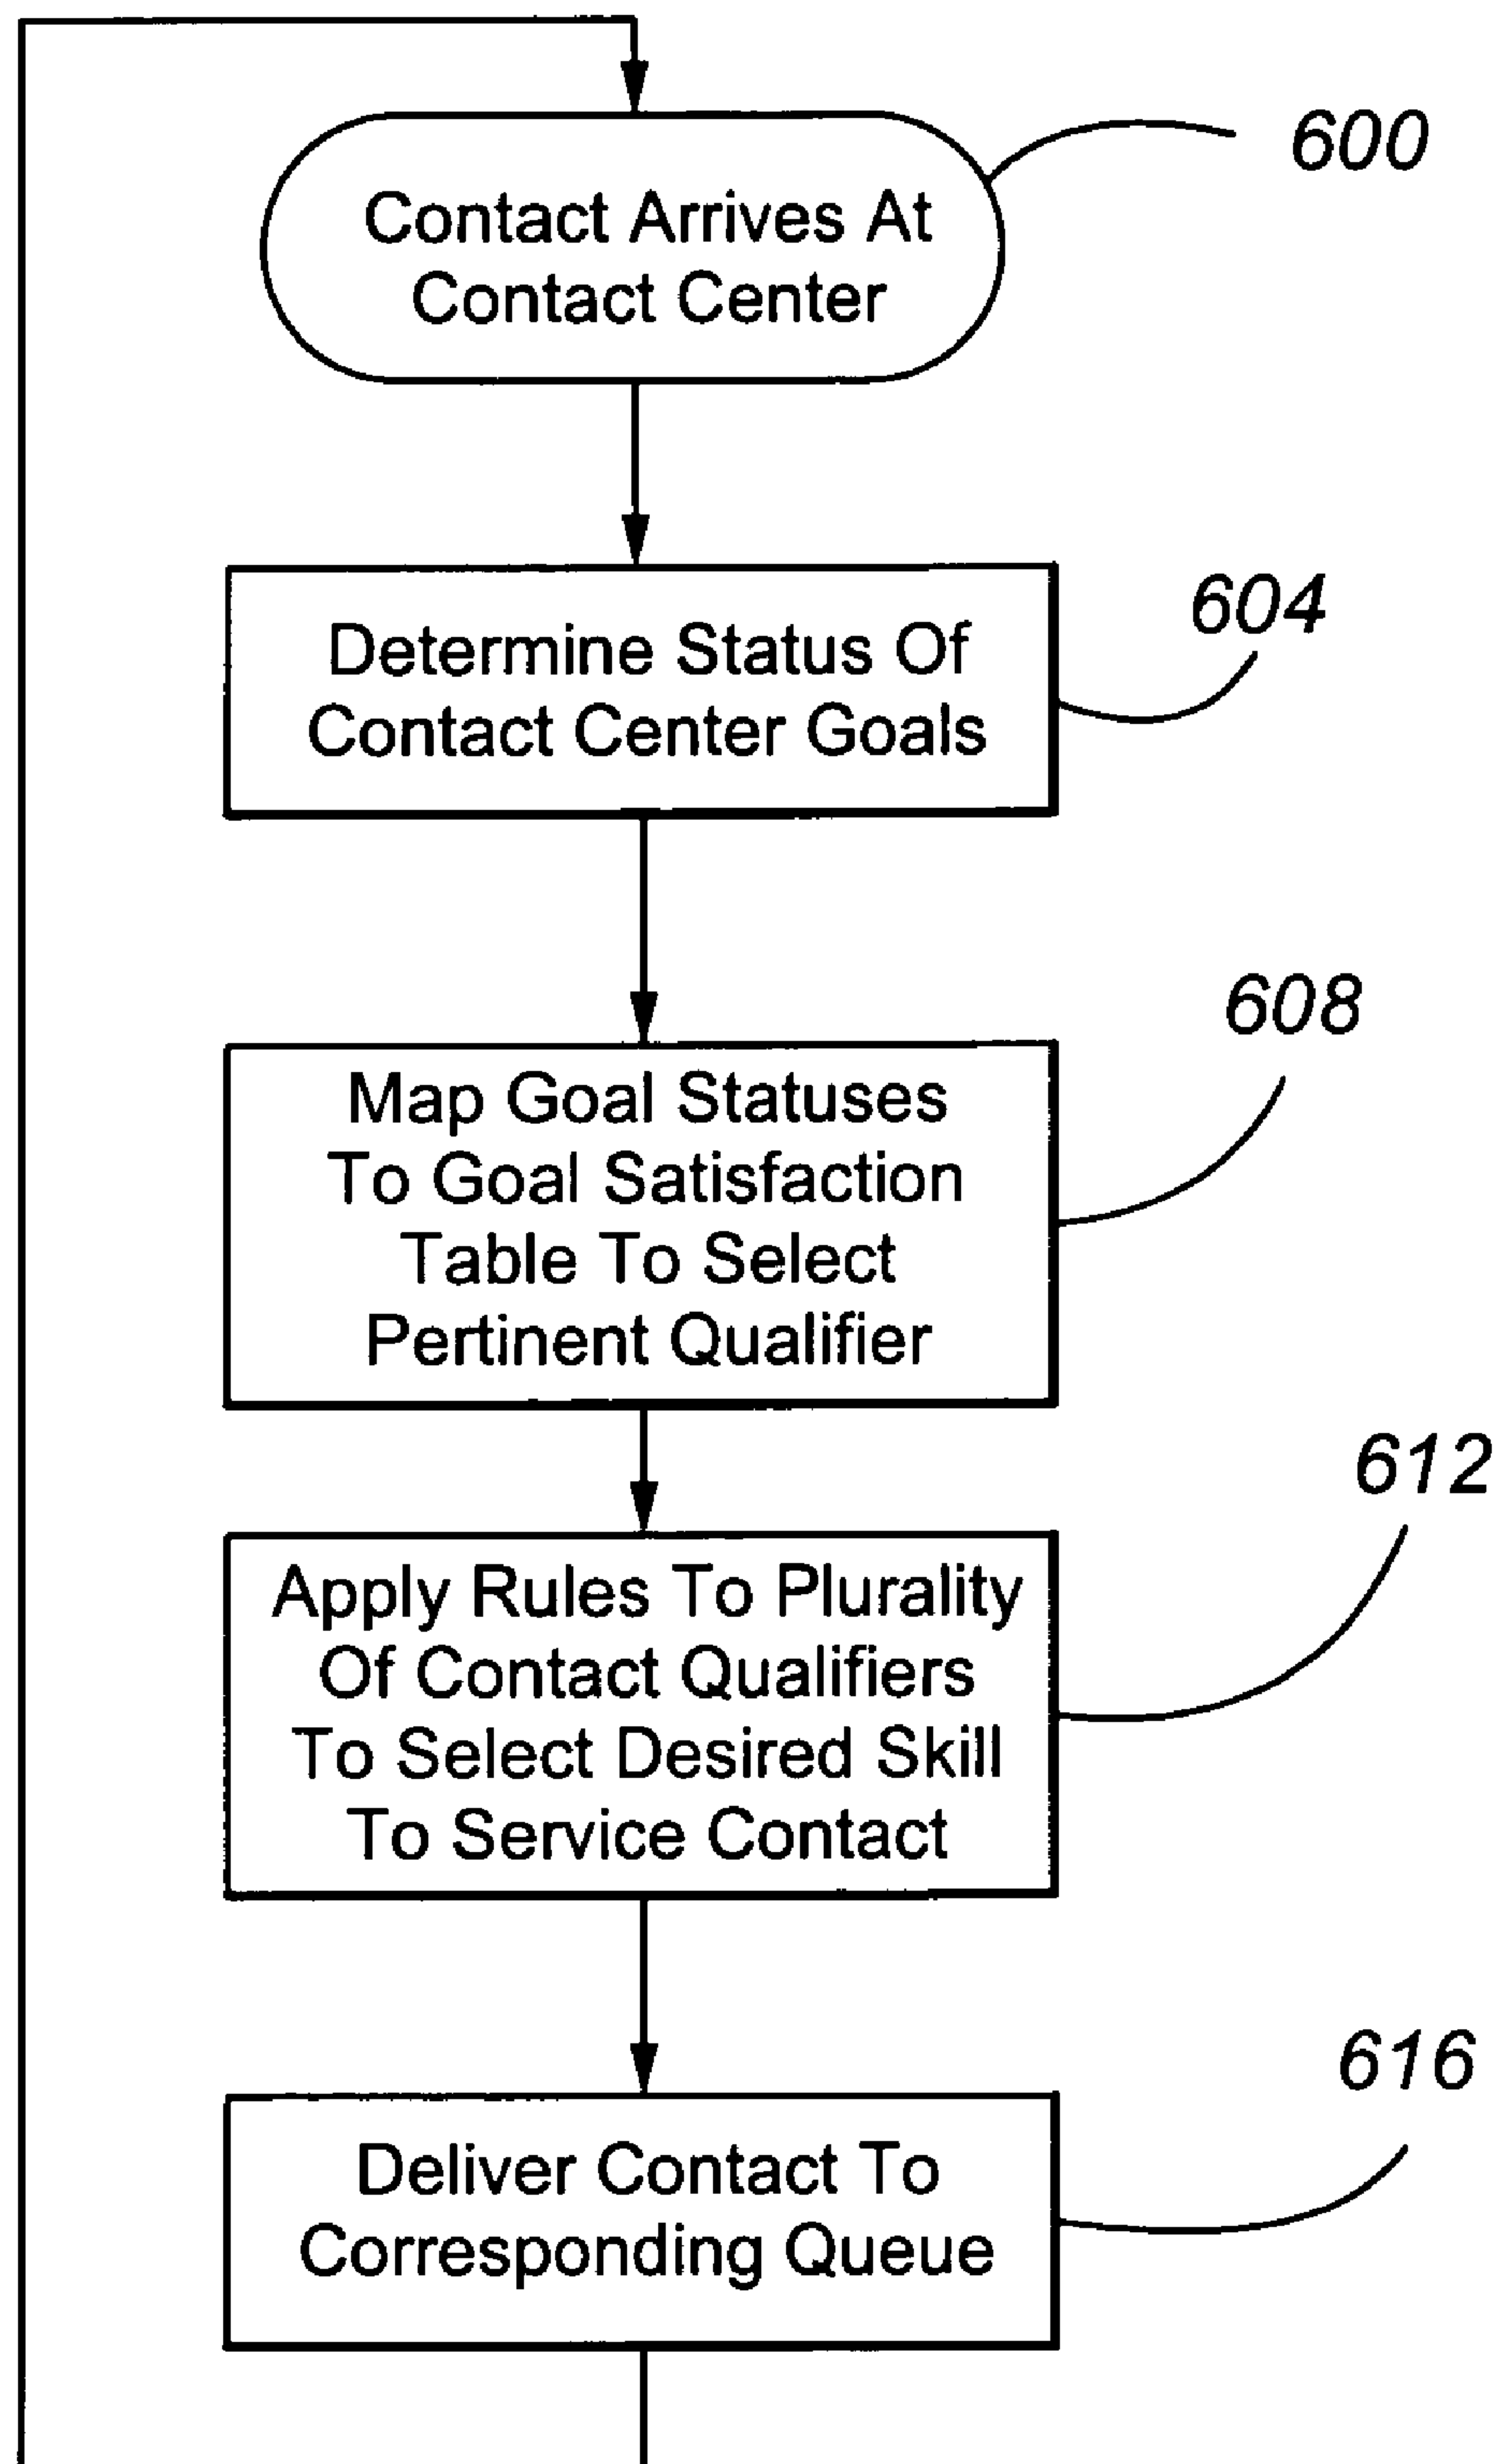 600
Contact Arrives At
Contact Center
604
Determine Status Of
Contact Center Goals
608
Map Goal Statuses
To Goal Satisfaction
Table To Select
Pertinent Qualifier
612
Apply Rules To Plurality
Of Contact Qualifiers
To Select Desired Skill
To Service Contact
616
Deliver Contact To
Corresponding Queue